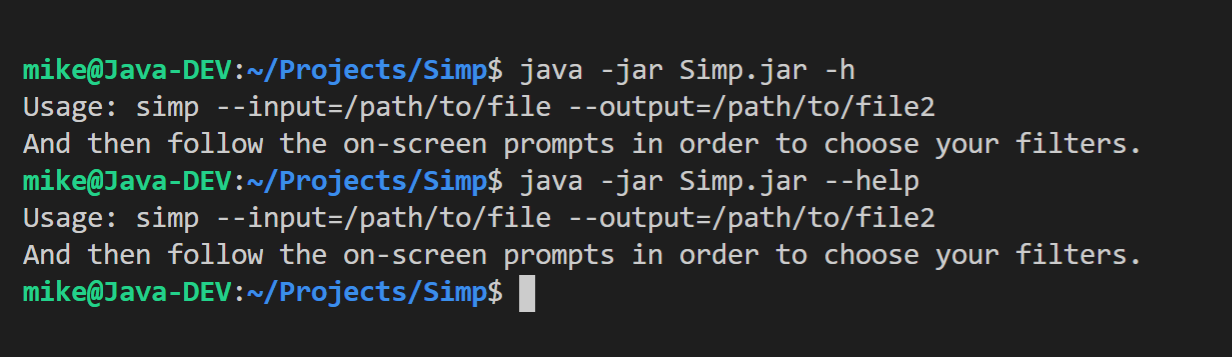 mike@Java-DEV:~/Projects/Simp$ java -jar Simp.jar -h
Usage: simp --input=/path/to/file --output=/path/to/file2
And then follow the on-screen prompts in order to choose your filters.
mike@Java-DEV:~/Projects/Simp$ java -jar Simp.jar --help
Usage: simp --input=/path/to/file --output=/path/to/file2
And then follow the on-screen prompts in order to choose your filters.
mike@Java-DEV:~/Projects/Simp$